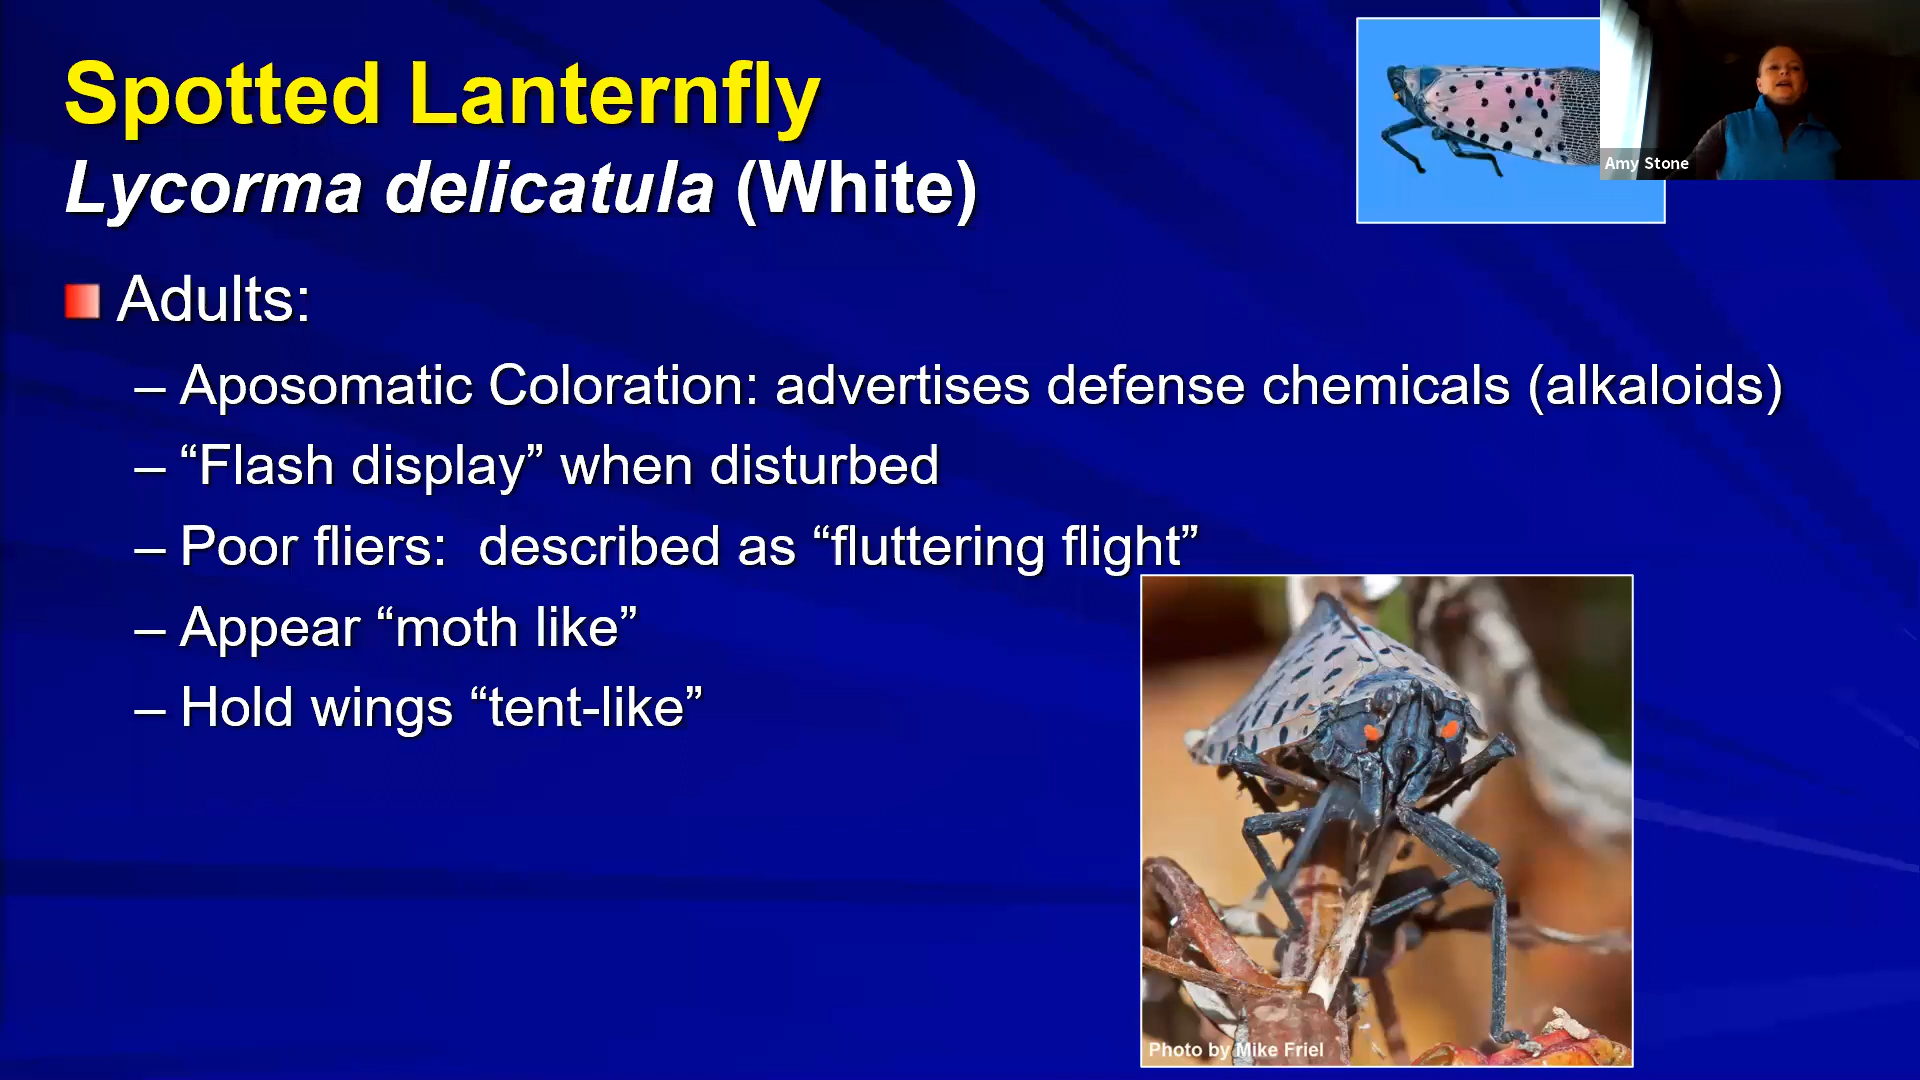 Spotted Lanternfly
Lycorma delicatula (White)
Amy Stone
Adults:
– Aposomatic Coloration: advertises defense chemicals (alkaloids)
– “Flash display” when disturbed
– Poor fliers:  described as “fluttering flight”
– Appear “moth like”
– Hold wings “tent-like”
Photo by Mike Friel